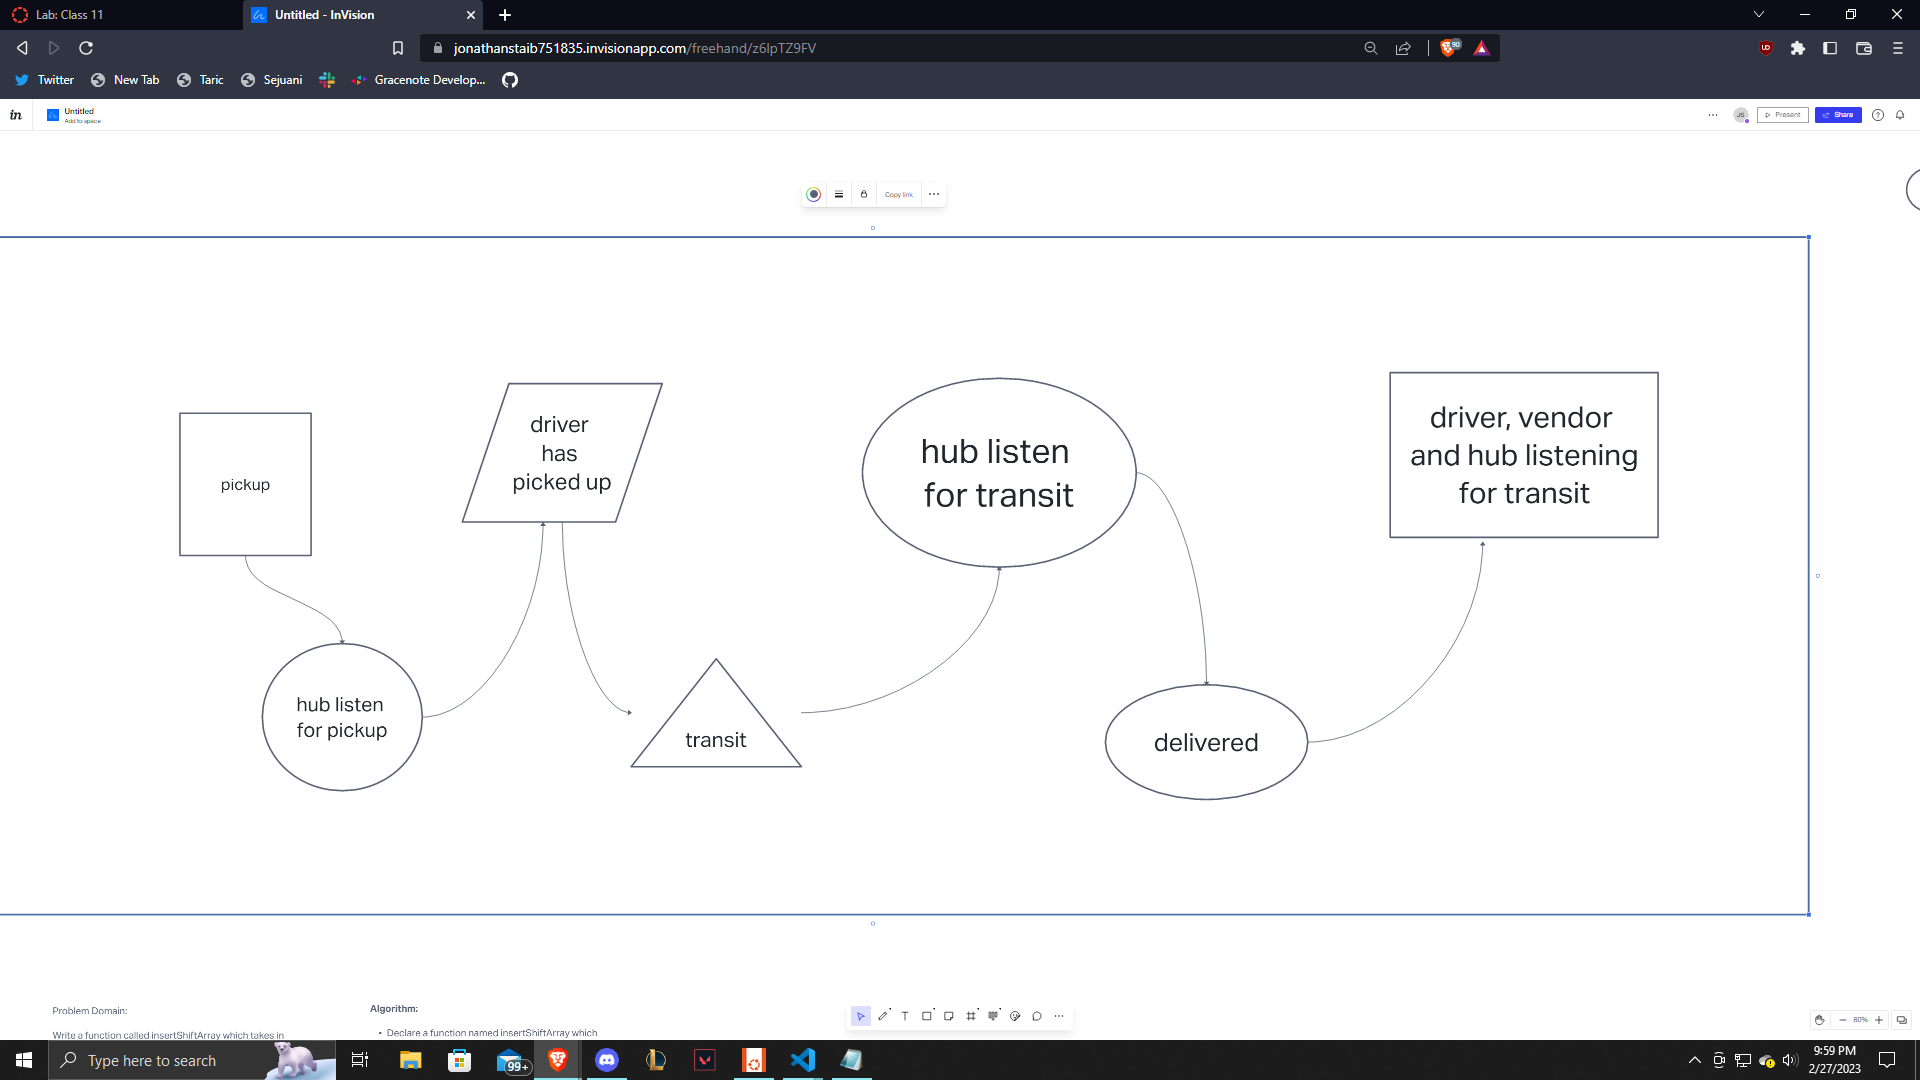 Lab: Class 11
Untitled - InVision
jonathanstaib751835.invisionapp.com/freehand/z6lpTZ9FV
90
Twitter
New Tab
Taric
Sejuani
Gracenote Develop...
in
Untitled
Add to space
JS
Present
Share
Copy link
pickup
driver
has
picked up
hub listen
for transit
driver, vendor
and hub listening
for transit
hub listen
for pickup
transit
delivered
Problem Domain:
Write a function called insertShiftArray which takes in
Algorithm:
• Declare a function named insertShiftArray which
80%
Type here to search
99+
9:59 PM
2/27/2023